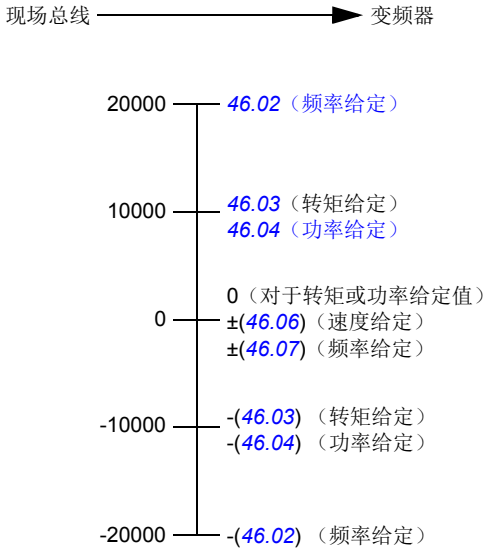 现场总线 变频器
20000 46.02（频率给定）
46.03（转矩给定）
10000
46.04（功率给定）
0（对于转矩或功率给定值）
0 ±(46.06)（速度给定）
±(46.07)（频率给定）
-(46.03) （转矩给定）
-10000
-(46.04) （功率给定）
-20000 -(46.02) （频率给定）